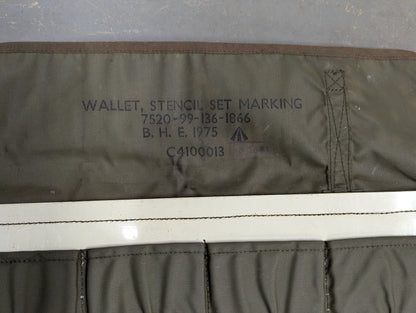 WALLET, STENCIL SET MARKING
7520-99-136-1866
B. H. E. 1975
C4100013